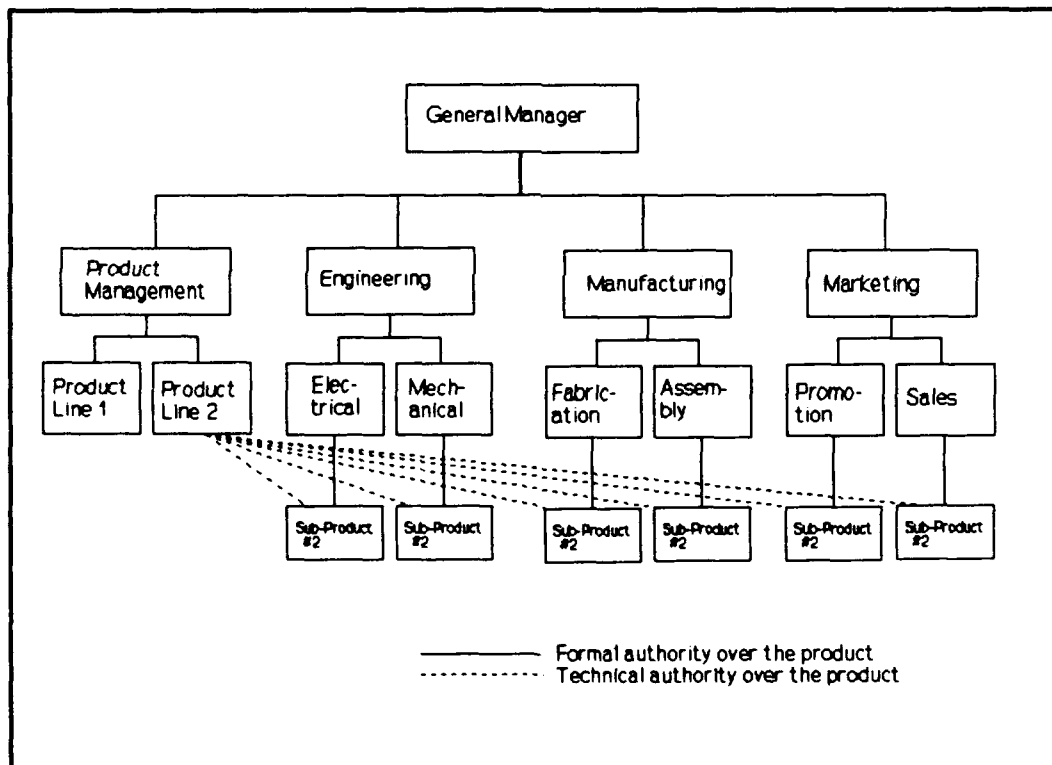 General Manager
Product
Management
Engineering
Manufacturing
Marketing
Product
Line 1
Product
Line 2
Elec-
trical
Mech-
anical
Fabric-
ation
Assem-
bly
Promo-
tion
Sales
Sub-Product
#2
Sub-Product
#2
Sub-Product
#2
Sub-Product
#2
Sub-Product
#2
Sub-Product
#2
Formal authority over the product
Technical authority over the product